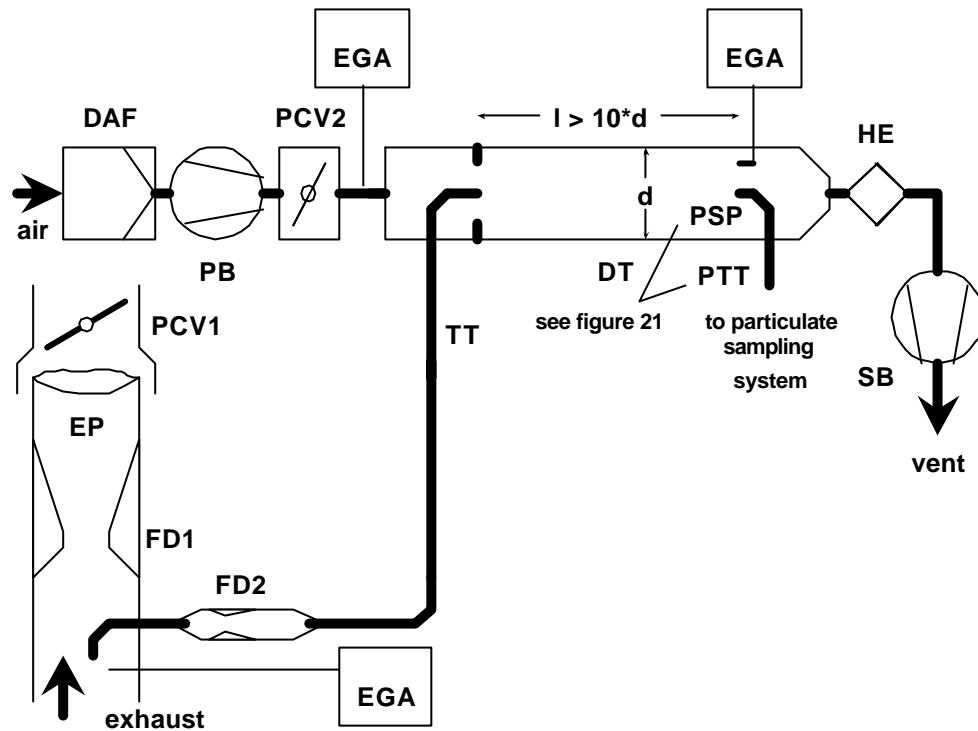 EGA
EGA
DAF
PCV2
l > 10*d
HE
air
d
PSP
PB
DT
PTT
PCV1
see figure 21
to particulate
sampling
system
TT
SB
EP
vent
FD1
FD2
EGA
exhaust